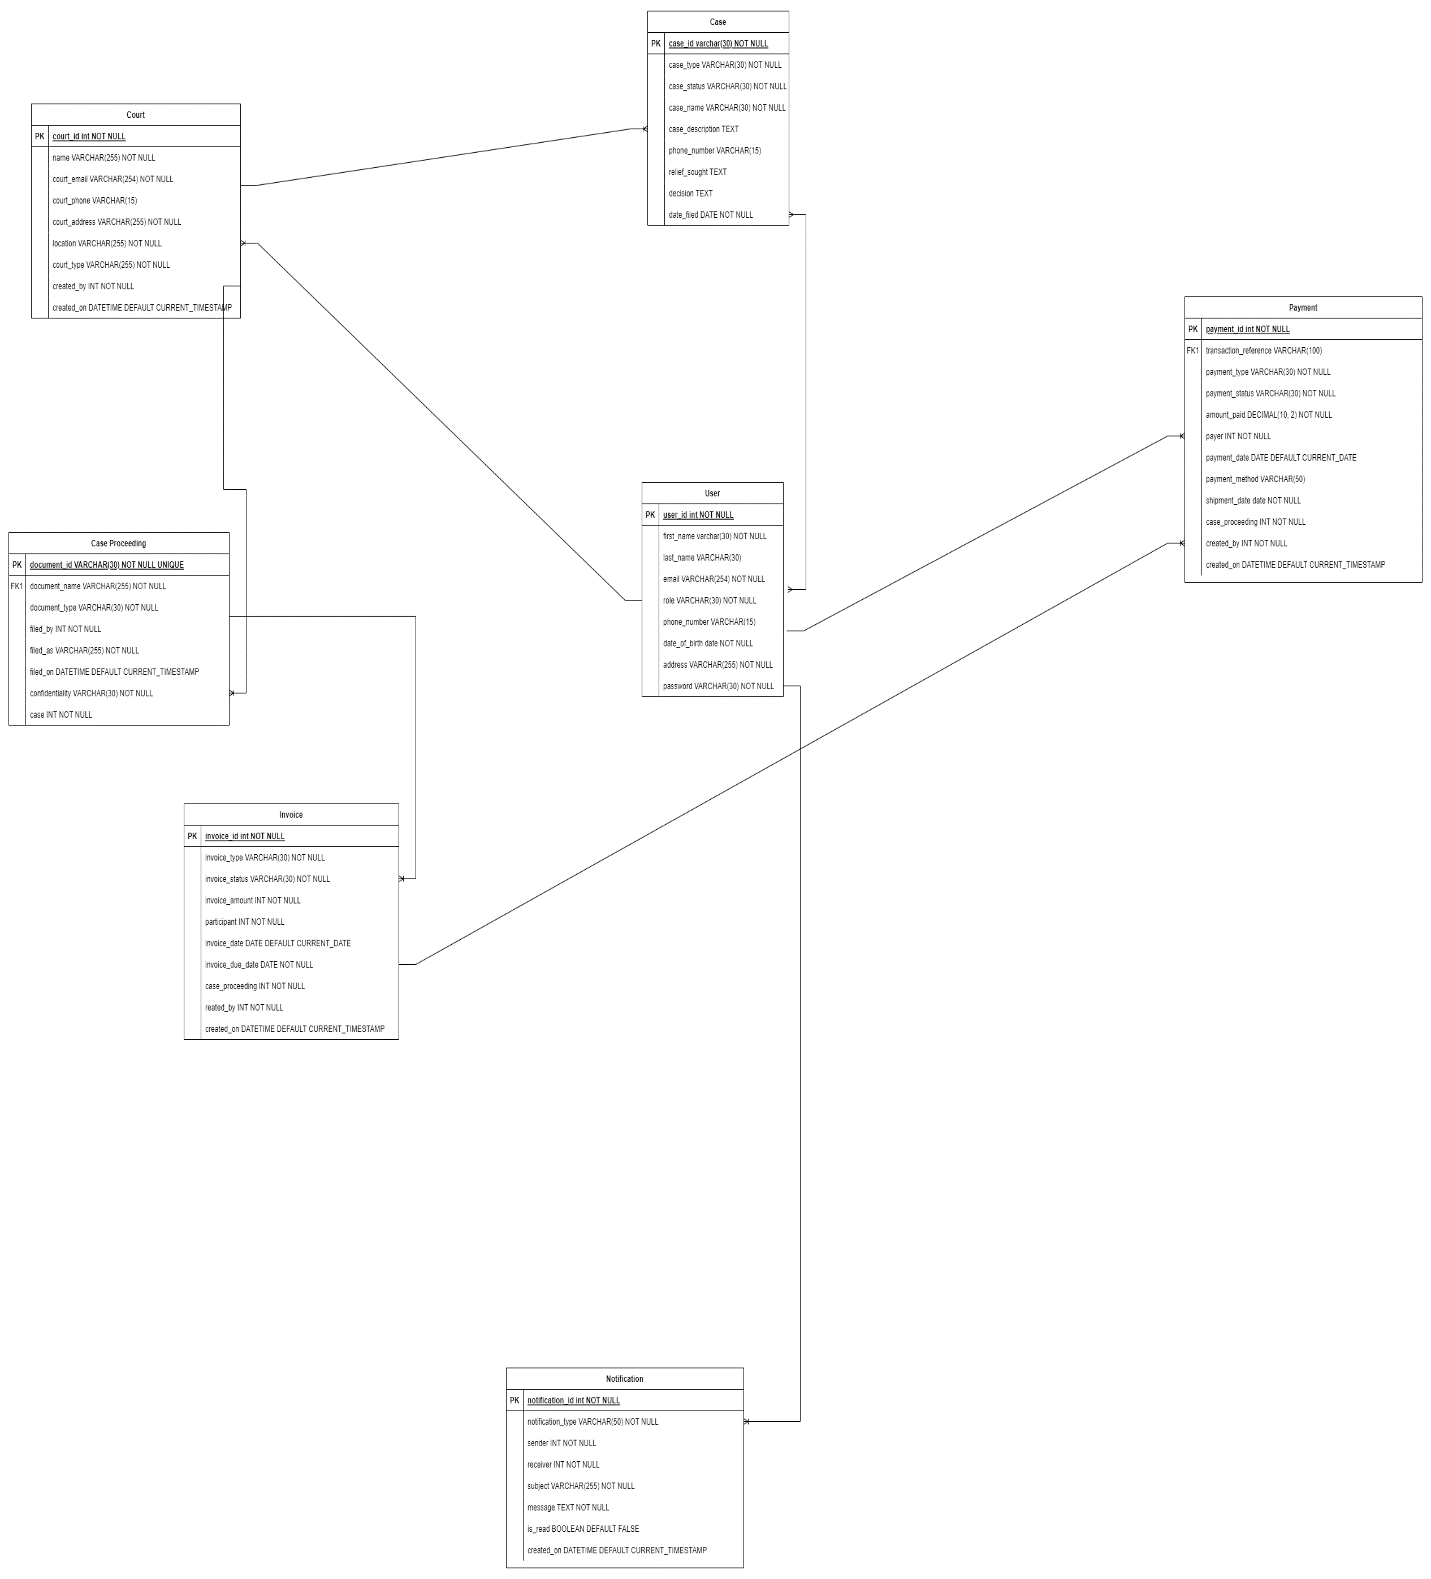 Case
PK case_id varchar(30) NOT NULL
case_type VARCHAR(30) NOT NULL
case_status VARCHAR(30) NOT NULL
case_name VARCHAR(30) NOT NULL
case_description TEXT
phone_number VARCHAR(15)
relief_sought TEXT
decision TEXT
date_filed DATE NOT NULL
Court
PK court_id int NOT NULL
name VARCHAR(255) NOT NULL
court_email VARCHAR(254) NOT NULL
court_phone VARCHAR(15)
court_address VARCHAR(255) NOT NULL
location VARCHAR(255) NOT NULL
court_type VARCHAR(255) NOT NULL
created_by INT NOT NULL
created_on DATETIME DEFAULT CURRENT_TIMESTAMP
Payment
PK payment_id int NOT NULL
FK1 transaction_reference VARCHAR(100)
payment_type VARCHAR(30) NOT NULL
payment_status VARCHAR(30) NOT NULL
amount_paid DECIMAL(10, 2) NOT NULL
payer INT NOT NULL
payment_date DATE DEFAULT CURRENT_DATE
payment_method VARCHAR(50)
shipment_date date NOT NULL
case_proceeding INT NOT NULL
created_by INT NOT NULL
created_on DATETIME DEFAULT CURRENT_TIMESTAMP
User
PK user_id int NOT NULL
first_name varchar(30) NOT NULL
last_name VARCHAR(30)
email VARCHAR(254) NOT NULL
role VARCHAR(30) NOT NULL
phone_number VARCHAR(15)
date_of_birth date NOT NULL
address VARCHAR(255) NOT NULL
password VARCHAR(30) NOT NULL
Case Proceeding
PK document_id VARCHAR(30) NOT NULL UNIQUE
FK1 document_name VARCHAR(255) NOT NULL
document_type VARCHAR(30) NOT NULL
filed_by INT NOT NULL
filed_as VARCHAR(255) NOT NULL
filed_on DATETIME DEFAULT CURRENT_TIMESTAMP
confidentiality VARCHAR(30) NOT NULL
case INT NOT NULL
Invoice
PK invoice_id int NOT NULL
invoice_type VARCHAR(30) NOT NULL
invoice_status VARCHAR(30) NOT NULL
invoice_amount INT NOT NULL
participant INT NOT NULL
invoice_date DATE DEFAULT CURRENT_DATE
invoice_due_date DATE NOT NULL
case_proceeding INT NOT NULL
reated_by INT NOT NULL
created_on DATETIME DEFAULT CURRENT_TIMESTAMP
Notification
PK notification_id int NOT NULL
notification_type VARCHAR(50) NOT NULL
sender INT NOT NULL
receiver INT NOT NULL
subject VARCHAR(255) NOT NULL
message TEXT NOT NULL
is_read BOOLEAN DEFAULT FALSE
created_on DATETIME DEFAULT CURRENT_TIMESTAMP